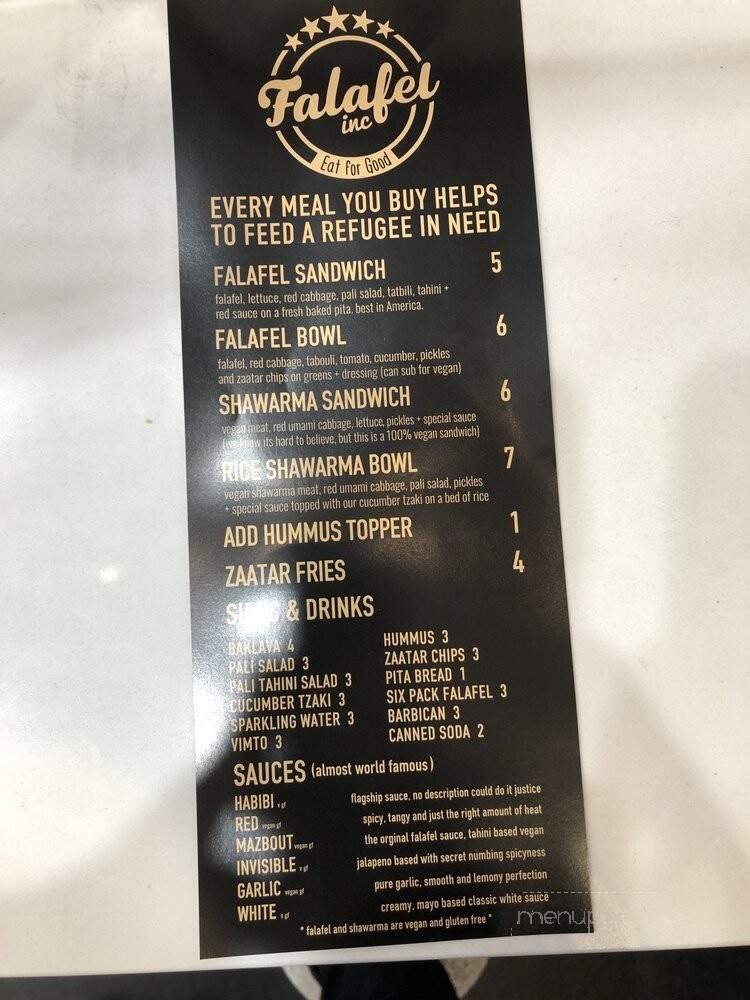 Falafel
inc
Eat for Good
EVERY MEAL YOU BUY HELPS
TO FEED A REFUGEE IN NEED
FALAFEL SANDWICH 5
falafel, lettuce, red cabbage, pali salad, tatbili, tahini +
red sauce on a fresh baked pita. best in America.
FALAFEL BOWL 6
falafel, red cabbage, tabouli, tomato, cucumber, pickles
and zaatar chips on greens + dressing (can sub for vegan)
SHAWARMA SANDWICH 6
vegan meat, red umami cabbage, lettuce, pickles + special sauce
(we know its hard to believe, but this is a 100% vegan sandwich)
RICE SHAWARMA BOWL 7
vegan shawarma meat, red umami cabbage, pali salad, pickles
+ special sauce topped with our cucumber tzaki on a bed of rice
ADD HUMMUS TOPPER 1
ZAATAR FRIES 4
SIDES & DRINKS
BAKLAVA 4
PALI SALAD 3
PALI TAHINI SALAD 3
CUCUMBER TZAKI 3
SPARKLING WATER 3
VIMTO 3
HUMMUS 3
ZAATAR CHIPS 3
PITA BREAD 1
SIX PACK FALAFEL 3
BARBICAN 3
CANNED SODA 2
SAUCES (almost world famous)
HABIBI v gf flagship sauce, no description could do it justice
RED vegan gf spicy, tangy and just the right amount of heat
MAZBOUT vegan gf the orginal falafel sauce, tahini based vegan
INVISIBLE v gf jalapeno based with secret numbing spicyness
GARLIC vegan gf pure garlic, smooth and lemony perfection
WHITE v gf creamy, mayo based classic white sauce
* falafel and shawarma are vegan and gluten free *